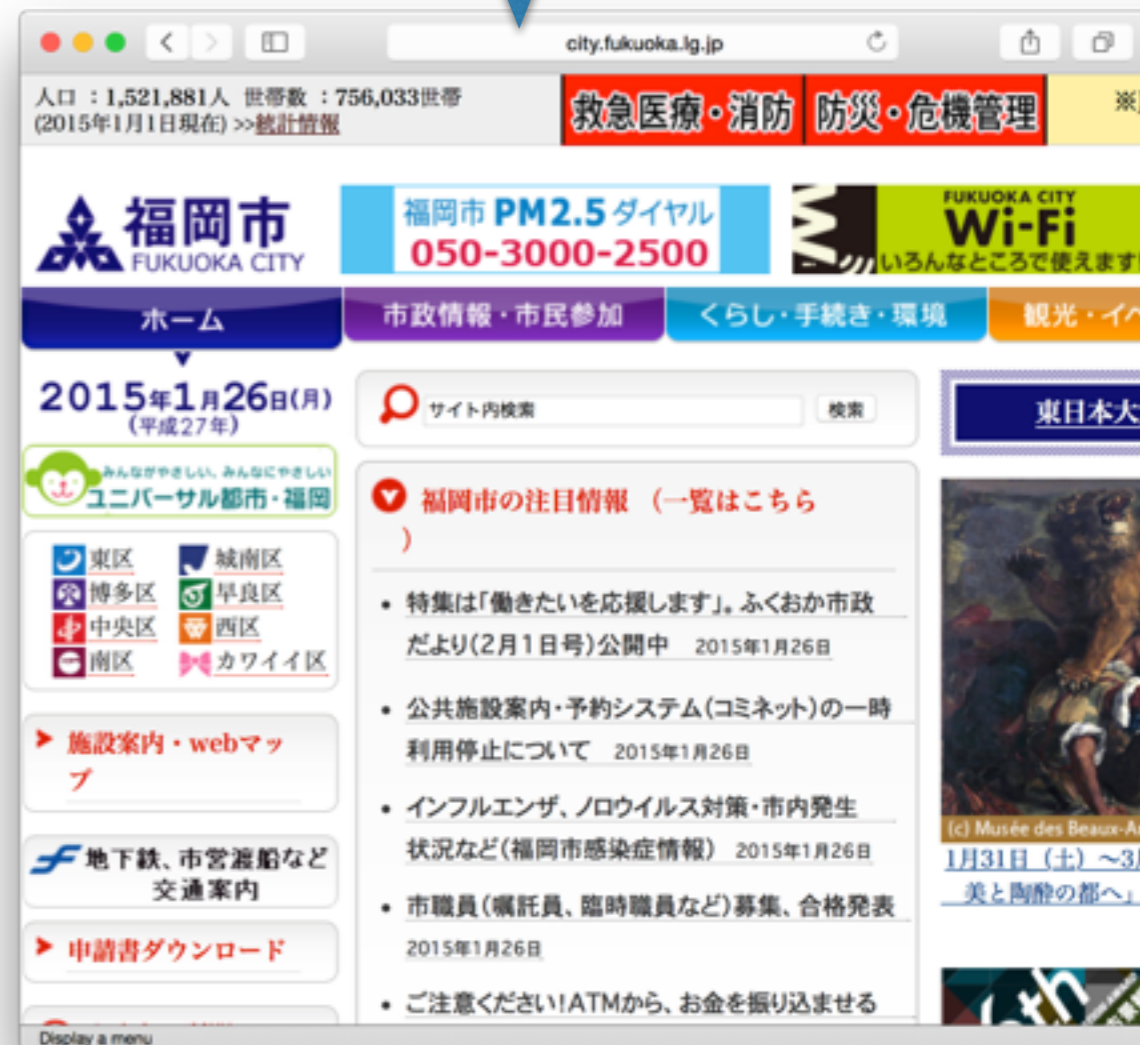 city.fukuoka.lg.jp
人口 : 1,521,881人 世帯数 : 756,033世帯
(2015年1月1日現在) >>統計情報
救急医療・消防 防災・危機管理
福岡市
FUKUOKA CITY
福岡市 PM2.5 ダイヤル
050-3000-2500
FUKUOKA CITY
Wi-Fi
いろんなところで使えます
ホーム
市政情報・市民参加
くらし・手続き・環境
観光・イベ
2015年1月26日(月)
(平成27年)
みんながやさしい、みんなにやさしい
ユニバーサル都市・福岡
東区 城南区
博多区 早良区
中央区 西区
南区 カワイイ区
施設案内・webマッ
プ
地下鉄、市営渡船など
交通案内
申請書ダウンロード
サイト内検索 検索
福岡市の注目情報 (一覧はこちら
)
• 特集は「働きたいを応援します」。ふくおか市政
だより(2月1日号)公開中 2015年1月26日
• 公共施設案内・予約システム(コミネット)の一時
利用停止について 2015年1月26日
• インフルエンザ、ノロウイルス対策・市内発生
状況など(福岡市感染症情報) 2015年1月26日
• 市職員(嘱託員、臨時職員など)募集、合格発表
2015年1月26日
• ご注意ください!ATMから、お金を振り込ませる
東日本大
(c) Musée des Beaux-A
1月31日(土)~3
美と陶酔の都へ」
6th
Display a menu